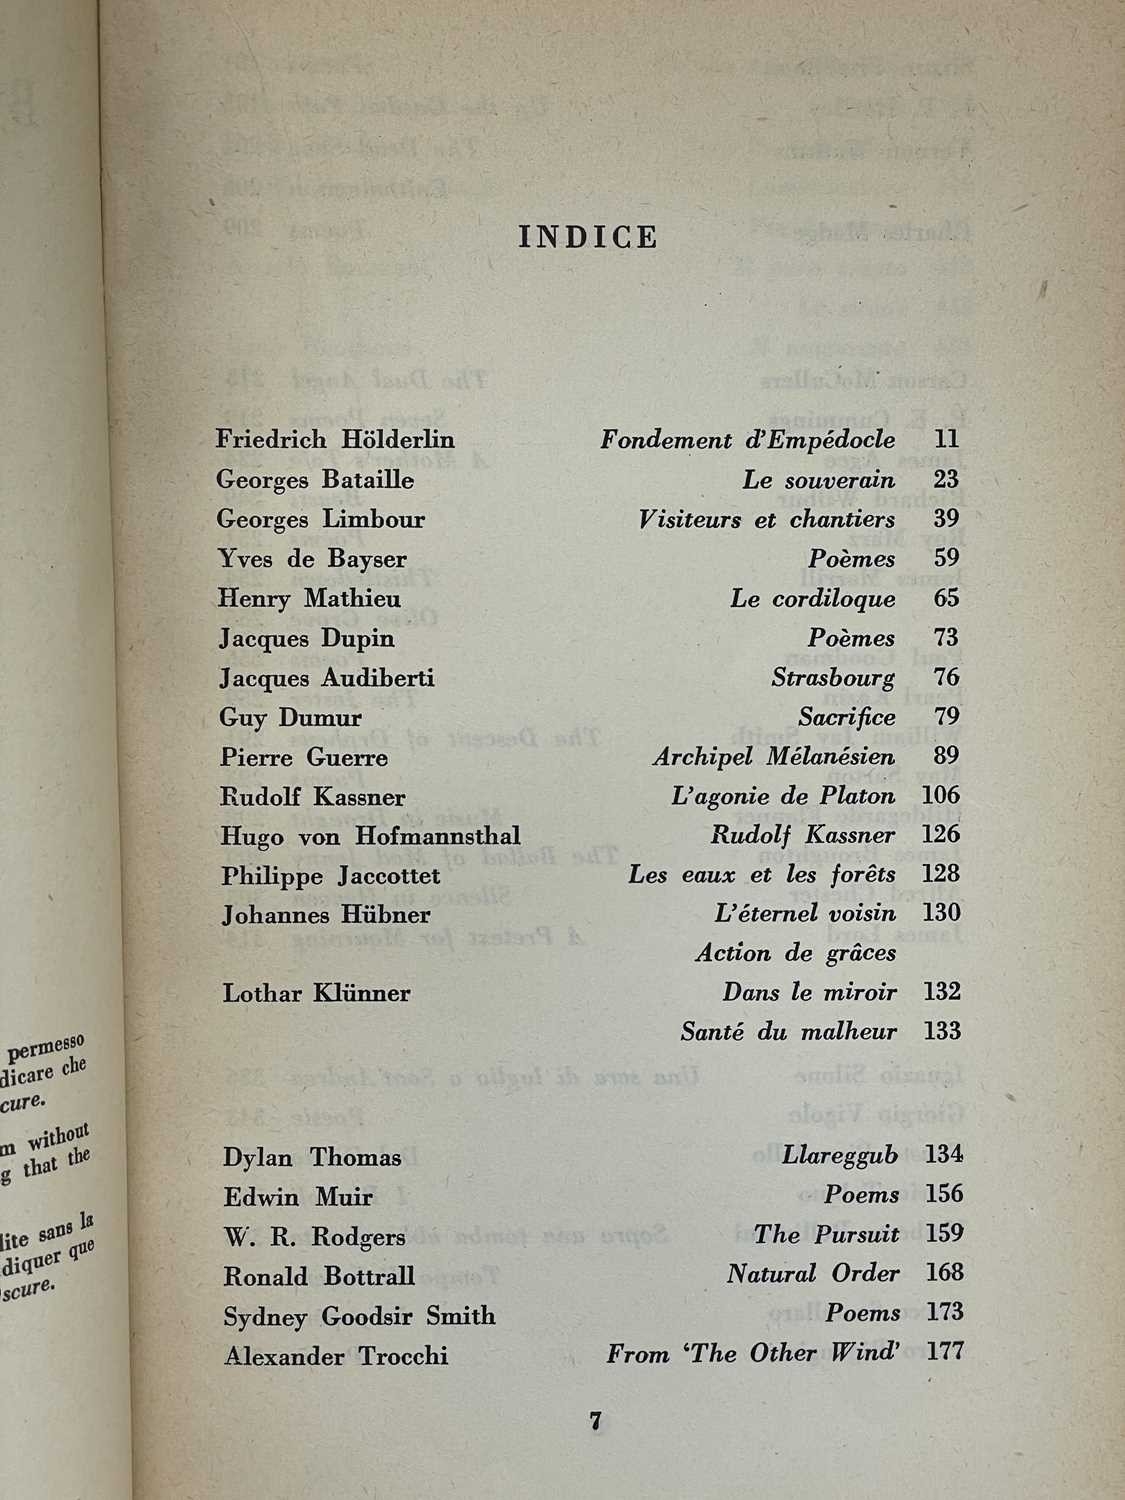 INDICE
Friedrich Hölderlin Fondement d'Empédocle 11
Georges Bataille Le souverain 23
Georges Limbour Visiteurs et chantiers 39
Yves de Bayser Poèmes 59
Henry Mathieu Le cordiloque 65
Jacques Dupin Poèmes 73
Jacques Audiberti Strasbourg 76
Guy Dumur Sacrifice 79
Pierre Guerre Archipel Mélanésien 89
Rudolf Kassner L'agonie de Platon 106
Hugo von Hofmannsthal Rudolf Kassner 126
Philippe Jaccottet Les eaux et les forêts 128
Johannes Hübner L'éternel voisin 130
Action de grâces
Lothar Klünner Dans le miroir 132
Santé du malheur 133
Dylan Thomas Llareggub 134
Edwin Muir Poems 156
W. R. Rodgers The Pursuit 159
Ronald Bottrall Natural Order 168
Sydney Goodsir Smith Poems 173
Alexander Trocchi From 'The Other Wind' 177
7
permesso
dicare che
cure.
m without
g that the
lite sans la
diquer que
scure.